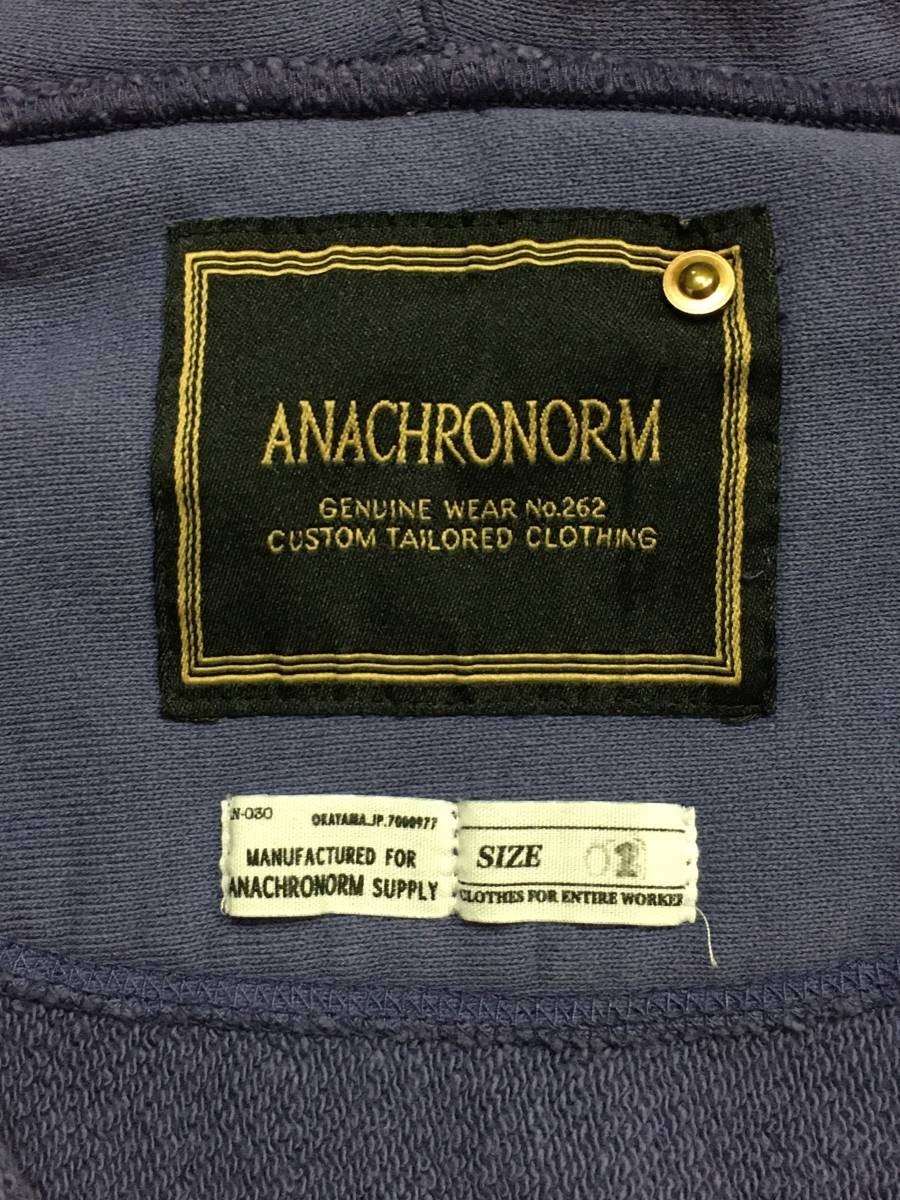 ANACHRONORM
GENUINE WEAR No.262
CUSTOM TAILORED CLOTHING
N-030
OKAYAMA.JP.7000977
MANUFACTURED FOR
ANACHRONORM SUPPLY
SIZE 01
CLOTHES FOR ENTIRE WORKER